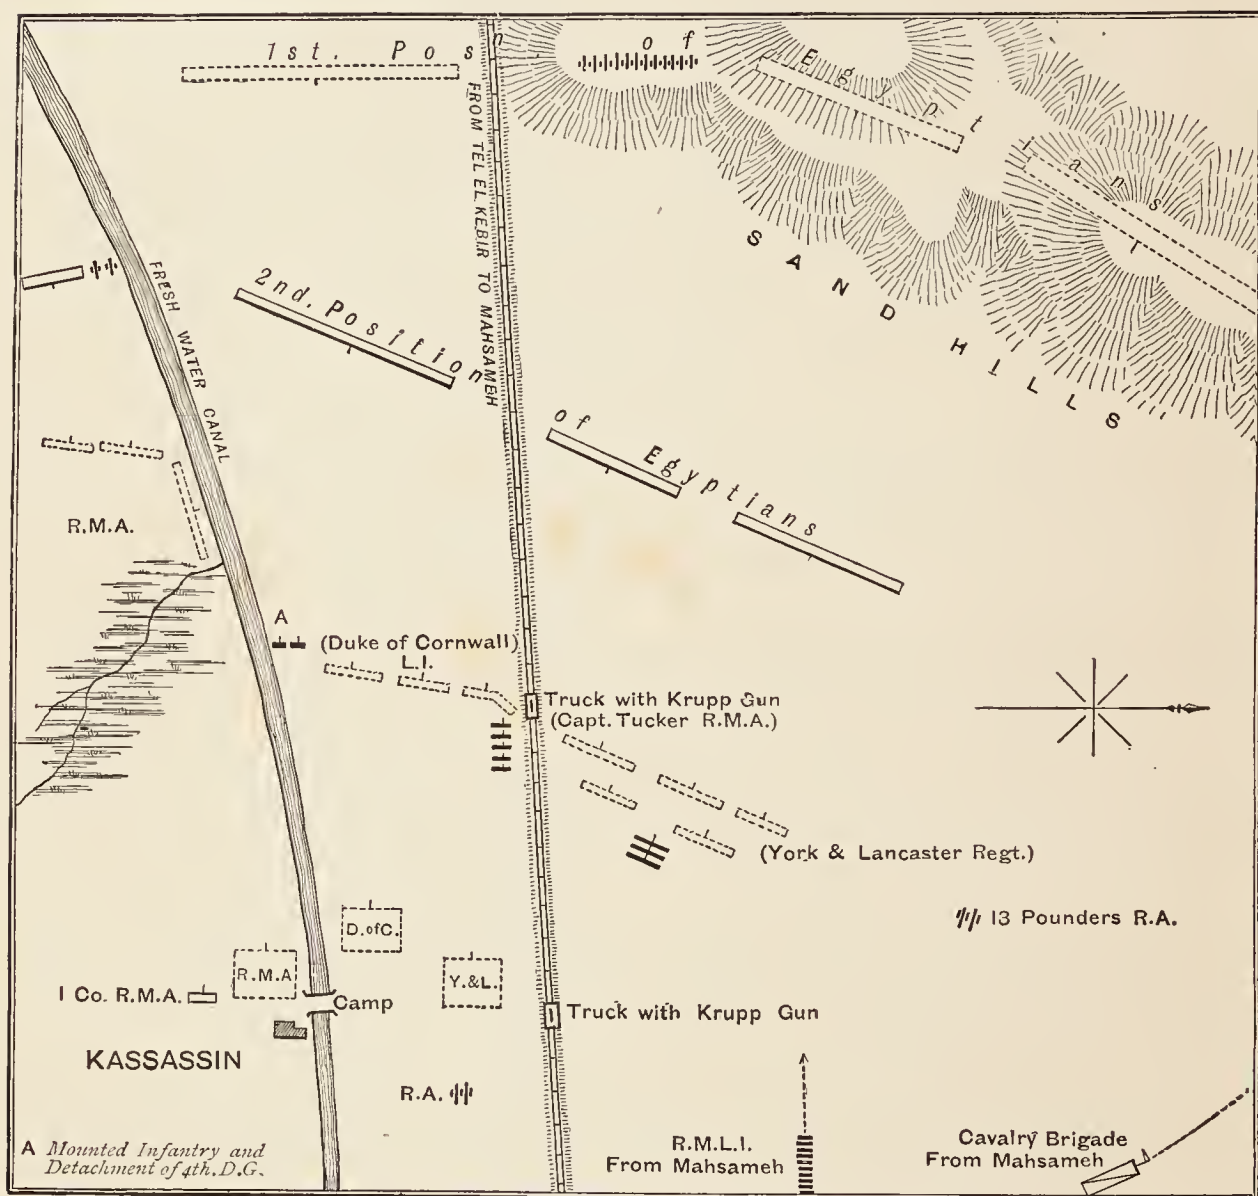 1st. Posn of Egyptians
FROM TEL EL KEBIR TO MAHSAMEH
SAND HILLS
FRESH WATER CANAL
2nd. Position of Egyptians
R.M.A.
A
(Duke of Cornwall)
L.I.
Truck with Krupp Gun
(Capt. Tucker R.M.A.)
(York & Lancaster Regt.)
13 Pounders R.A.
D. of C.
R.M.A
Y.&L.
1 Co. R.M.A.
Camp
Truck with Krupp Gun
KASSASSIN
R.A.
R.M.L.I.
From Mahsameh
Cavalry Brigade
From Mahsameh
A Mounted Infantry and
Detachment of 4th. D.G.